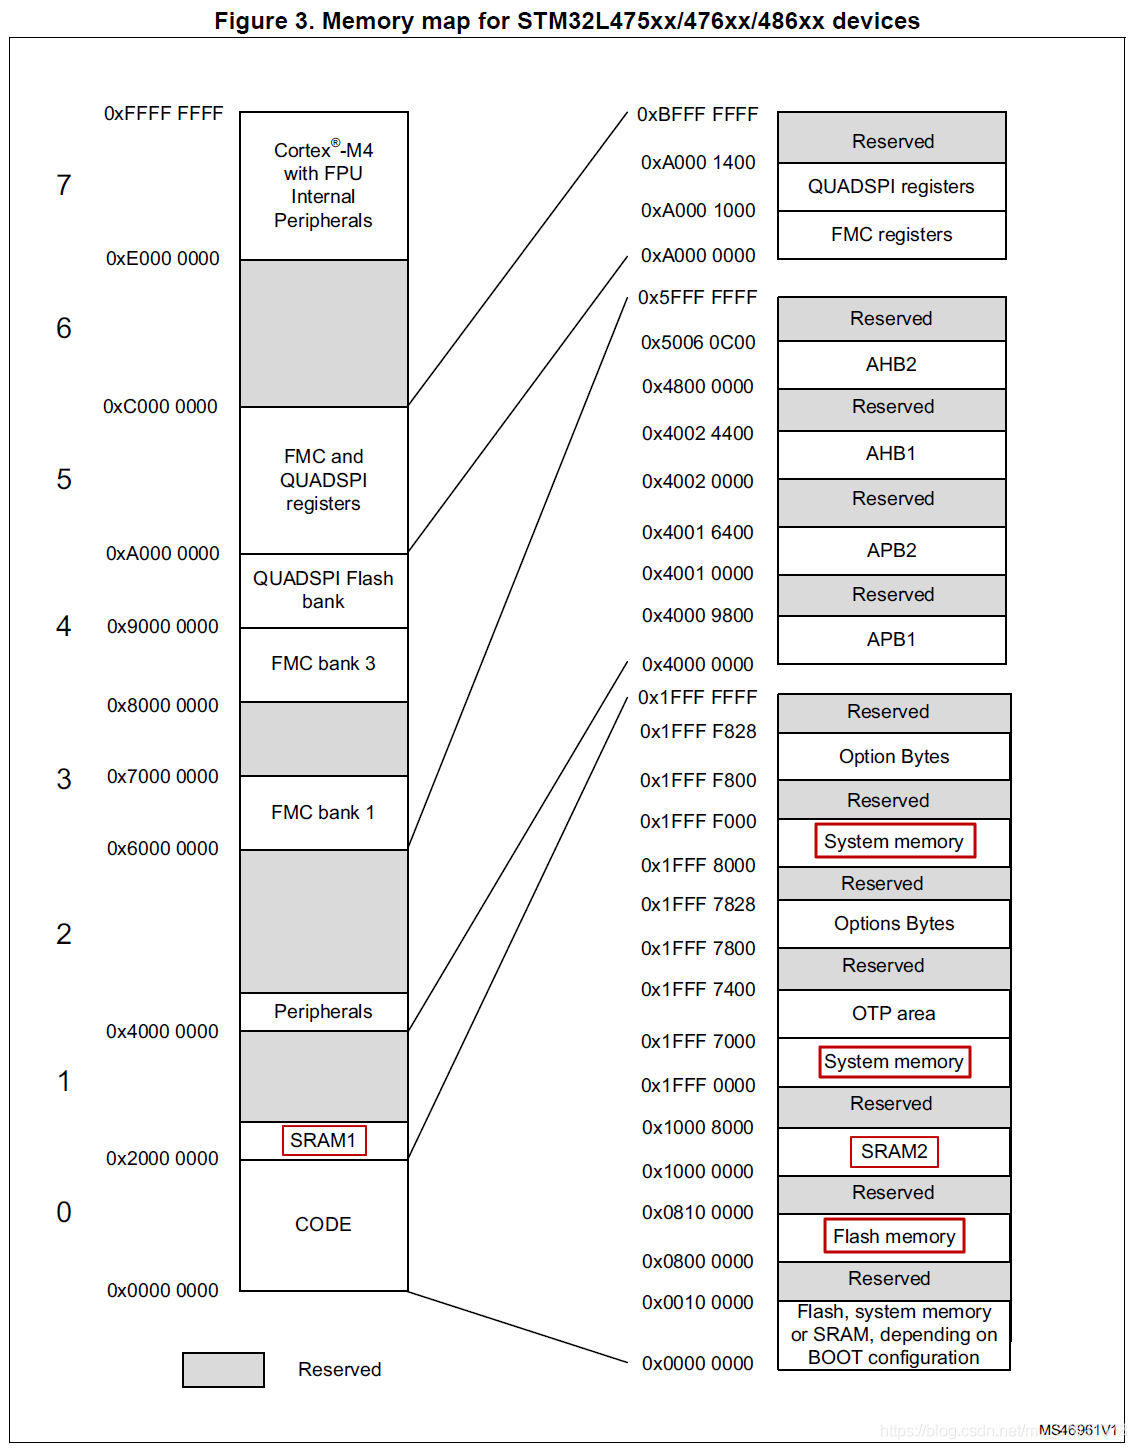 Figure 3. Memory map for STM32L475xx/476xx/486xx devices
0xFFFF FFFF
7
Cortex®-M4
with FPU
Internal
Peripherals
0xE000 0000
6
0xC000 0000
5
FMC and
QUADSPI
registers
0xA000 0000
QUADSPI Flash
bank
4
0x9000 0000
FMC bank 3
0x8000 0000
3
0x7000 0000
FMC bank 1
0x6000 0000
2
Peripherals
0x4000 0000
1
SRAM1
0x2000 0000
0
CODE
0x0000 0000
Reserved
0xBFFF FFFF
Reserved
0xA000 1400
QUADSPI registers
0xA000 1000
FMC registers
0xA000 0000
0x5FFF FFFF
Reserved
0x5006 0C00
AHB2
0x4800 0000
Reserved
0x4002 4400
AHB1
0x4002 0000
Reserved
0x4001 6400
APB2
0x4001 0000
Reserved
0x4000 9800
APB1
0x4000 0000
0x1FFF FFFF
Reserved
0x1FFF F828
Option Bytes
0x1FFF F800
Reserved
0x1FFF F000
System memory
0x1FFF 8000
Reserved
0x1FFF 7828
Options Bytes
0x1FFF 7800
Reserved
0x1FFF 7400
OTP area
0x1FFF 7000
System memory
0x1FFF 0000
Reserved
0x1000 8000
SRAM2
0x1000 0000
Reserved
0x0810 0000
Flash memory
0x0800 0000
Reserved
0x0010 0000
Flash, system memory
or SRAM, depending on
BOOT configuration
0x0000 0000
MS46961V1